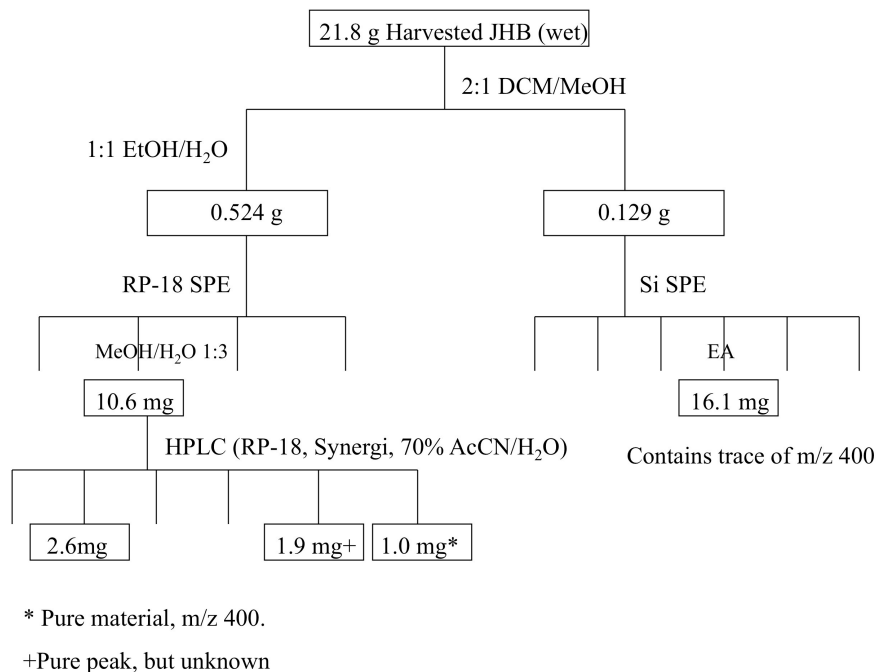 21.8 g Harvested JHB (wet)
2:1 DCM/MeOH
1:1 EtOH/H₂O
0.524 g
0.129 g
RP-18 SPE
Si SPE
MeOH/H₂O 1:3
EA
10.6 mg
16.1 mg
HPLC (RP-18, Synergi, 70% AcCN/H₂O)
Contains trace of m/z 400
2.6mg
1.9 mg+
1.0 mg*
* Pure material, m/z 400.
+Pure peak, but unknown